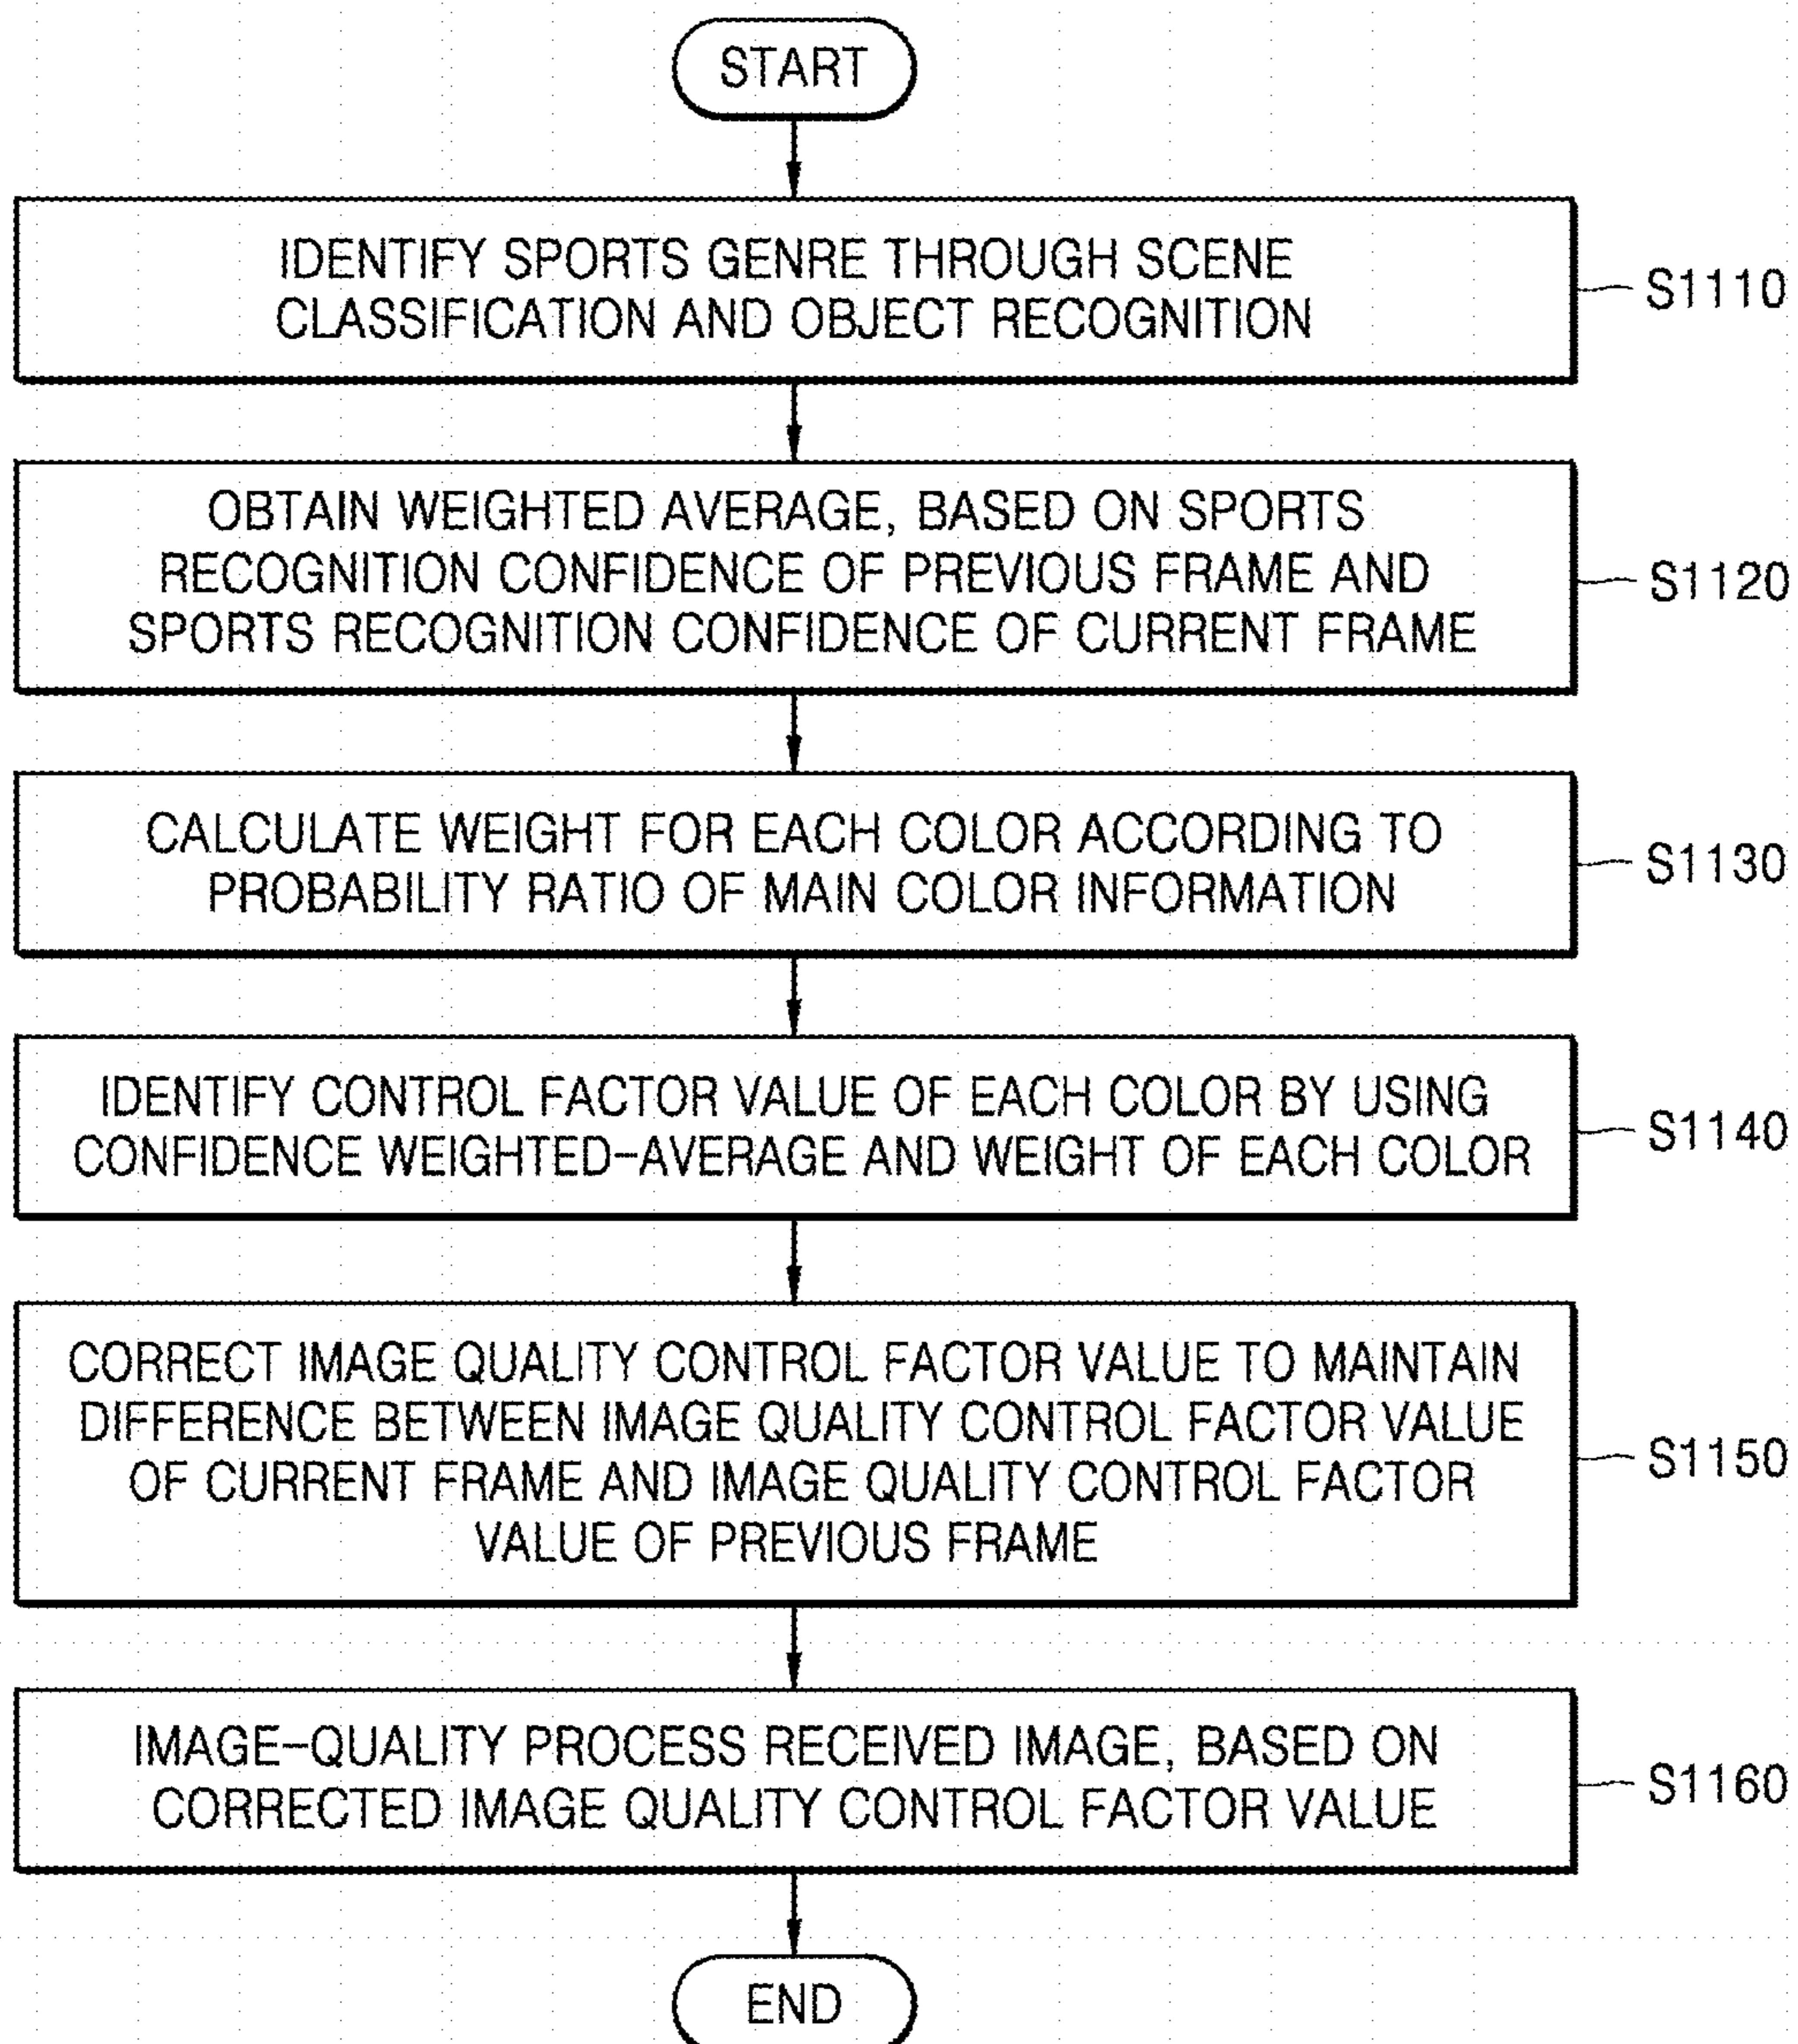 START
IDENTIFY SPORTS GENRE THROUGH SCENE
CLASSIFICATION AND OBJECT RECOGNITION
S1110
OBTAIN WEIGHTED AVERAGE, BASED ON SPORTS
RECOGNITION CONFIDENCE OF PREVIOUS FRAME AND
SPORTS RECOGNITION CONFIDENCE OF CURRENT FRAME
S1120
CALCULATE WEIGHT FOR EACH COLOR ACCORDING TO
PROBABILITY RATIO OF MAIN COLOR INFORMATION
S1130
IDENTIFY CONTROL FACTOR VALUE OF EACH COLOR BY USING
CONFIDENCE WEIGHTED-AVERAGE AND WEIGHT OF EACH COLOR
S1140
CORRECT IMAGE QUALITY CONTROL FACTOR VALUE TO MAINTAIN
DIFFERENCE BETWEEN IMAGE QUALITY CONTROL FACTOR VALUE
OF CURRENT FRAME AND IMAGE QUALITY CONTROL FACTOR
VALUE OF PREVIOUS FRAME
S1150
IMAGE-QUALITY PROCESS RECEIVED IMAGE, BASED ON
CORRECTED IMAGE QUALITY CONTROL FACTOR VALUE
S1160
END